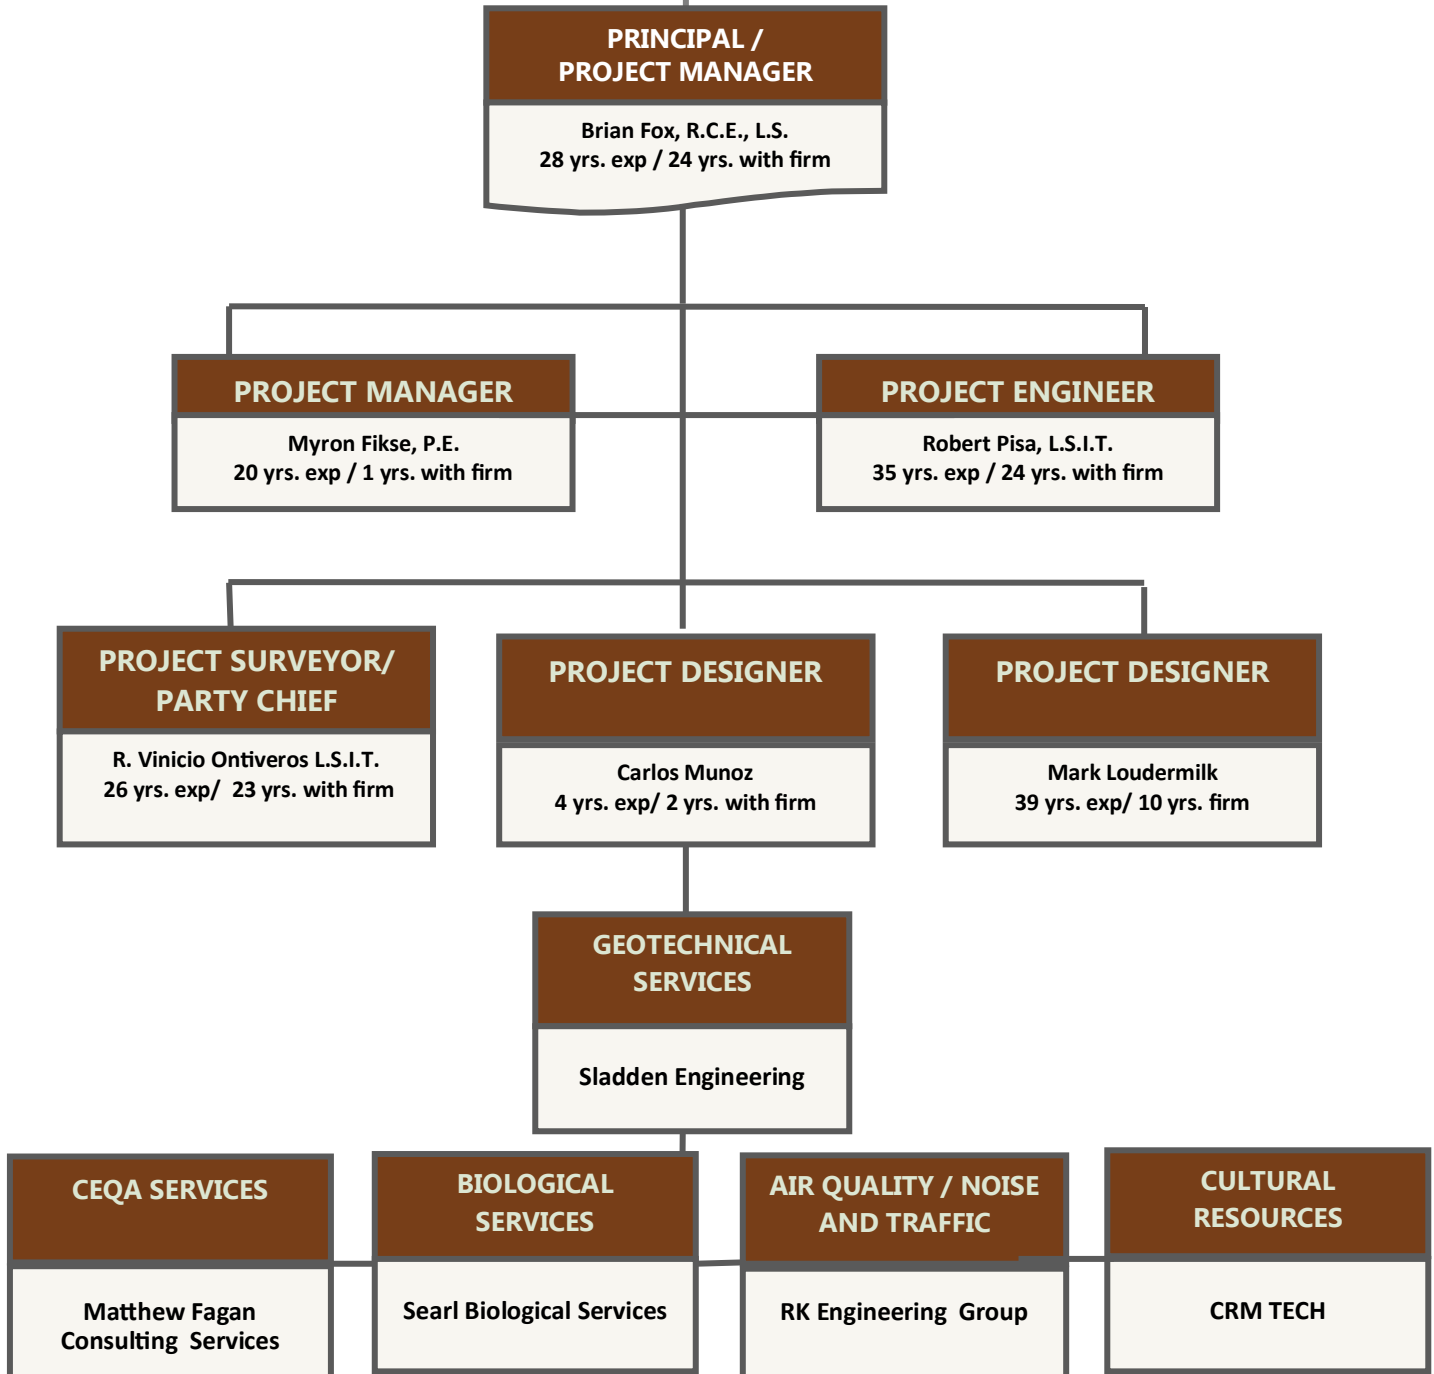 PRINCIPAL /
PROJECT MANAGER
Brian Fox, R.C.E., L.S.
28 yrs. exp / 24 yrs. with firm
PROJECT MANAGER
Myron Fikse, P.E.
20 yrs. exp / 1 yrs. with firm
PROJECT ENGINEER
Robert Pisa, L.S.I.T.
35 yrs. exp / 24 yrs. with firm
PROJECT SURVEYOR/
PARTY CHIEF
R. Vinicio Ontiveros L.S.I.T.
26 yrs. exp/  23 yrs. with firm
PROJECT DESIGNER
Carlos Munoz
4 yrs. exp/ 2 yrs. with firm
PROJECT DESIGNER
Mark Loudermilk
39 yrs. exp/ 10 yrs. firm
GEOTECHNICAL
SERVICES
Sladden Engineering
CEQA SERVICES
Matthew Fagan
Consulting  Services
BIOLOGICAL
SERVICES
Searl Biological Services
AIR QUALITY / NOISE
AND TRAFFIC
RK Engineering  Group
CULTURAL
RESOURCES
CRM TECH